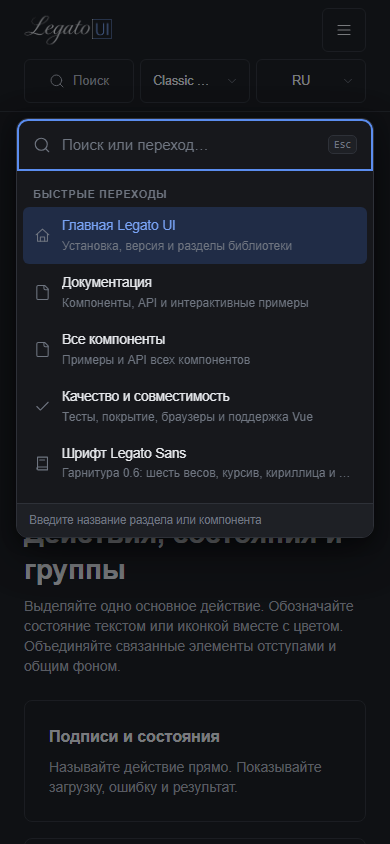 Legato UI
Поиск
Classic ...
RU
Поиск или переход...
Esc
БЫСТРЫЕ ПЕРЕХОДЫ
Главная Legato UI
Установка, версия и разделы библиотеки
Документация
Компоненты, API и интерактивные примеры
Все компоненты
Примеры и API всех компонентов
Качество и совместимость
Тесты, покрытие, браузеры и поддержка Vue
Шрифт Legato Sans
Гарнитура 0.6: шесть весов, курсив, кириллица и ...
Введите название раздела или компонента
Действия, состояния и
группы
Выделяйте одно основное действие. Обозначайте
состояние текстом или иконкой вместе с цветом.
Объединяйте связанные элементы отступами и
общим фоном.
Подписи и состояния
Называйте действие прямо. Показывайте
загрузку, ошибку и результат.